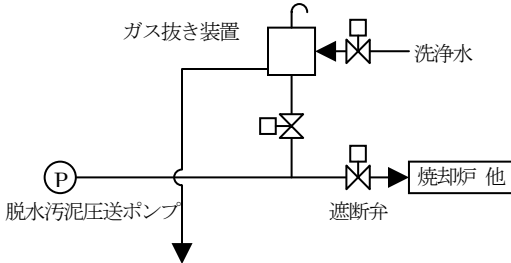 ガス抜き装置
洗浄水
P
焼却炉 他
脱水汚泥圧送ポンプ
遮断弁